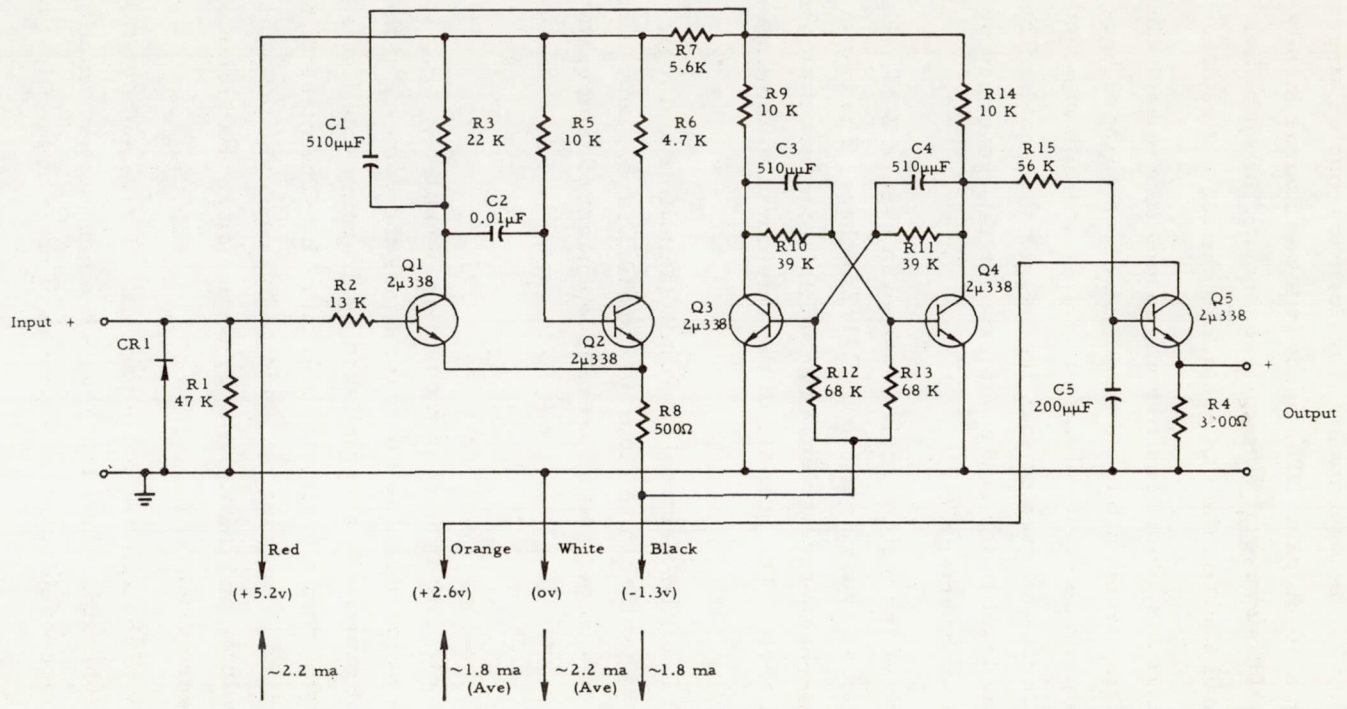 R7
5.6K
R9
10 K
R14
10 K
C1
510μμF
R3
22 K
R5
10 K
R6
4.7 K
C3
510μμF
C4
510μμF
R15
56 K
C2
0.01μF
R10
39 K
R11
39 K
Q1
2μ338
Q4
2μ338
R2
13 K
Q3
2μ338
Q5
2μ338
Input +
Q2
2μ338
CR1
R1
47 K
+
R12
68 K
R13
68 K
R8
500Ω
C5
200μμF
R4
Output
Red
Orange
White
Black
(+5.2v)
(+2.6v)
(ov)
(-1.3v)
~2.2 ma
~1.8 ma
(Ave)
~2.2 ma
(Ave)
~1.8 ma